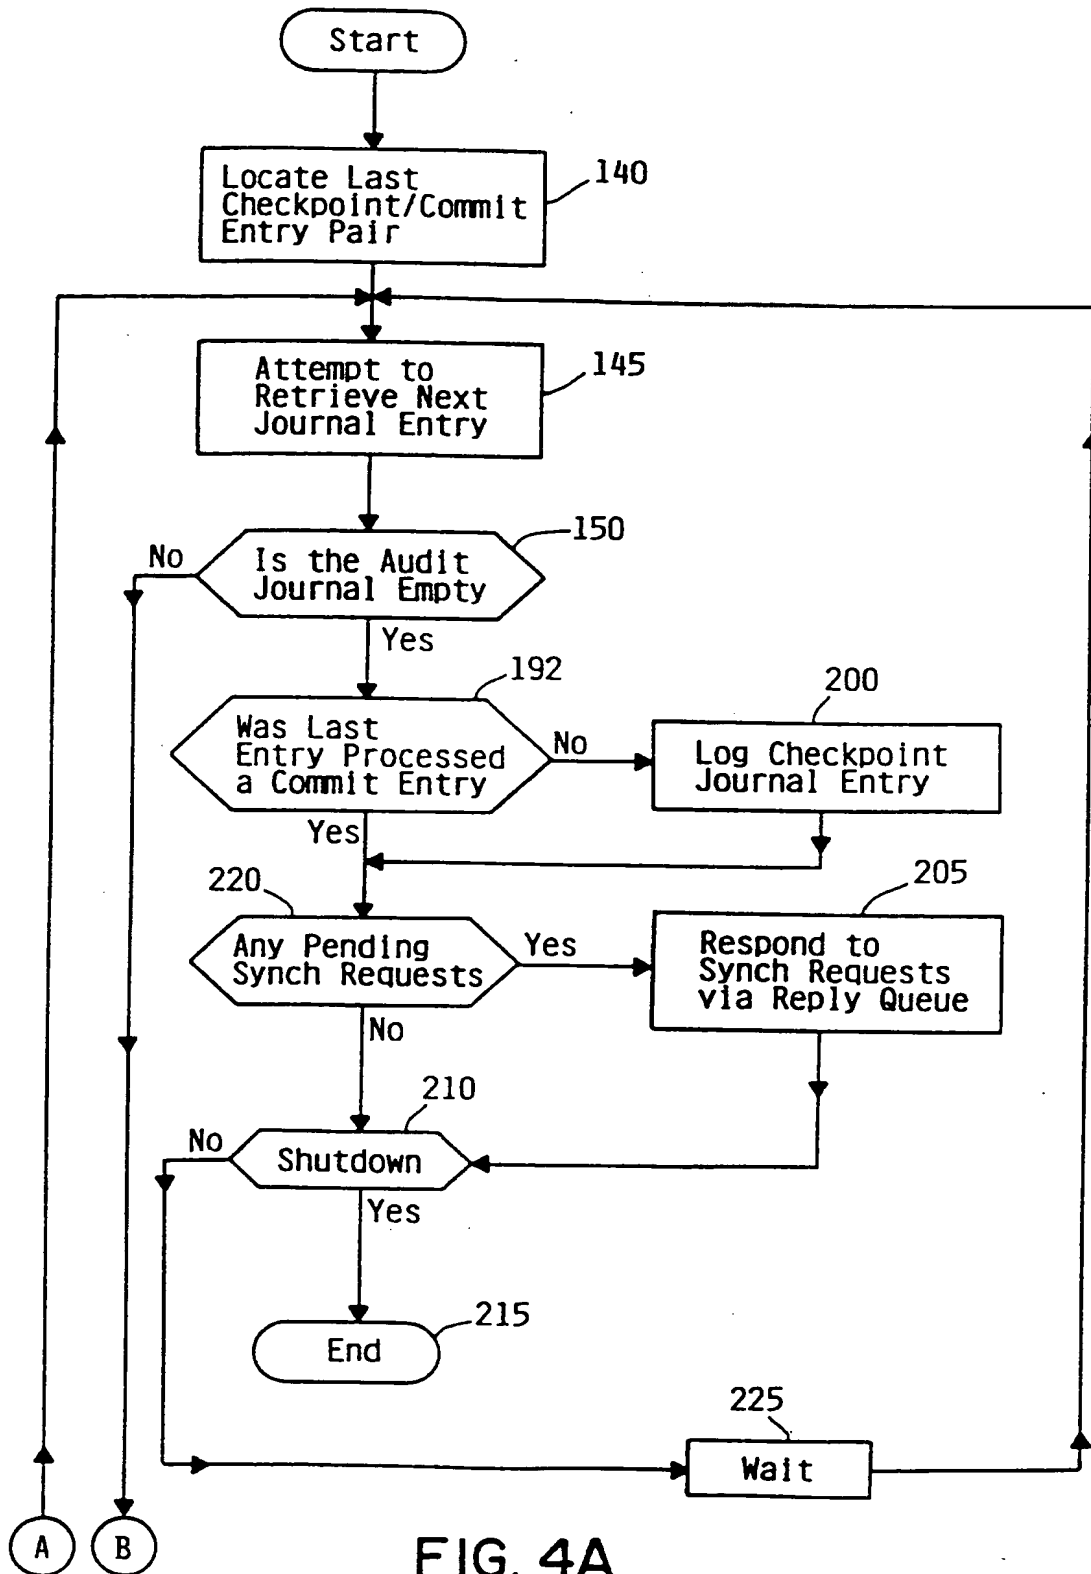 Start
Locate Last
Checkpoint/Commit
Entry Pair
140
Attempt to
Retrieve Next
Journal Entry
145
Is the Audit
Journal Empty
150
No
Yes
192
Was Last
Entry Processed
a Commit Entry
No
200
Log Checkpoint
Journal Entry
Yes
220
Any Pending
Synch Requests
Yes
205
Respond to
Synch Requests
via Reply Queue
No
210
No
Shutdown
Yes
End
215
225
Wait
A
B
FIG. 4A